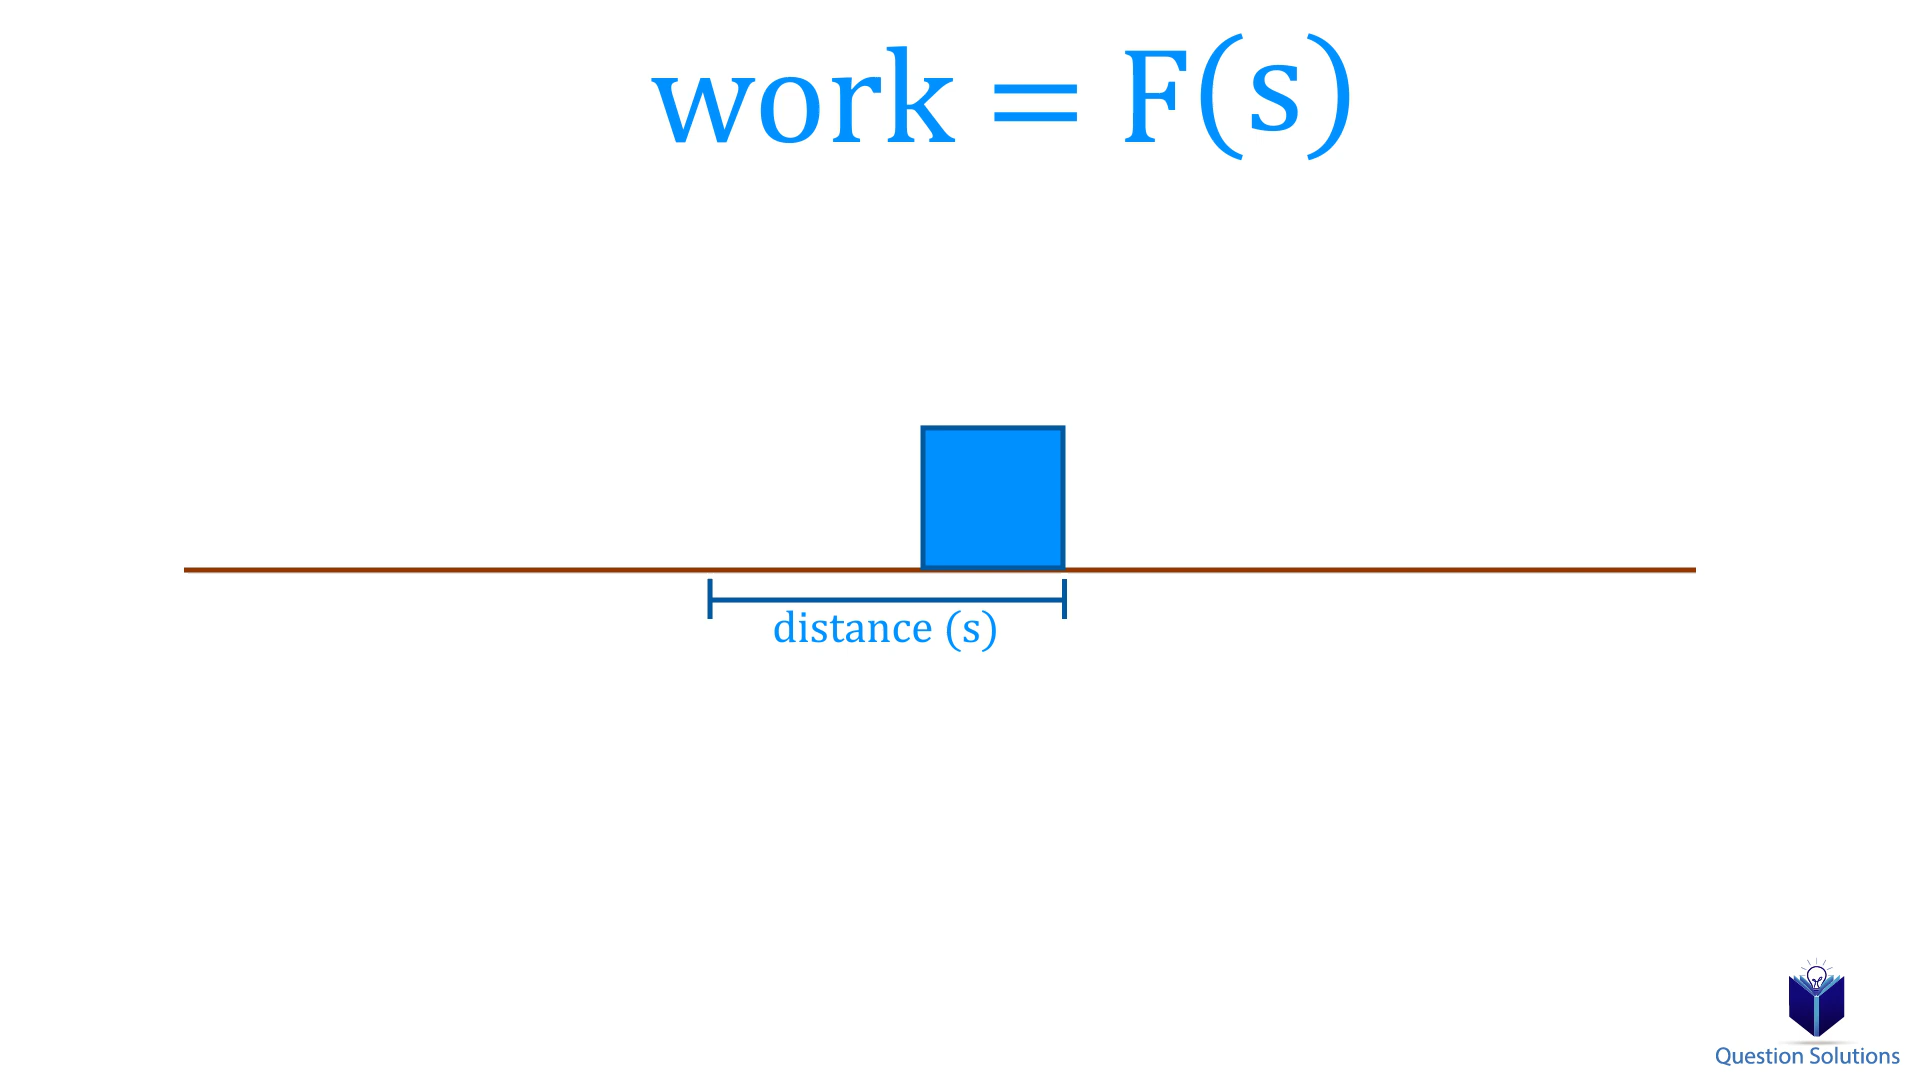 work = F(s)
distance (s)
Question Solutions